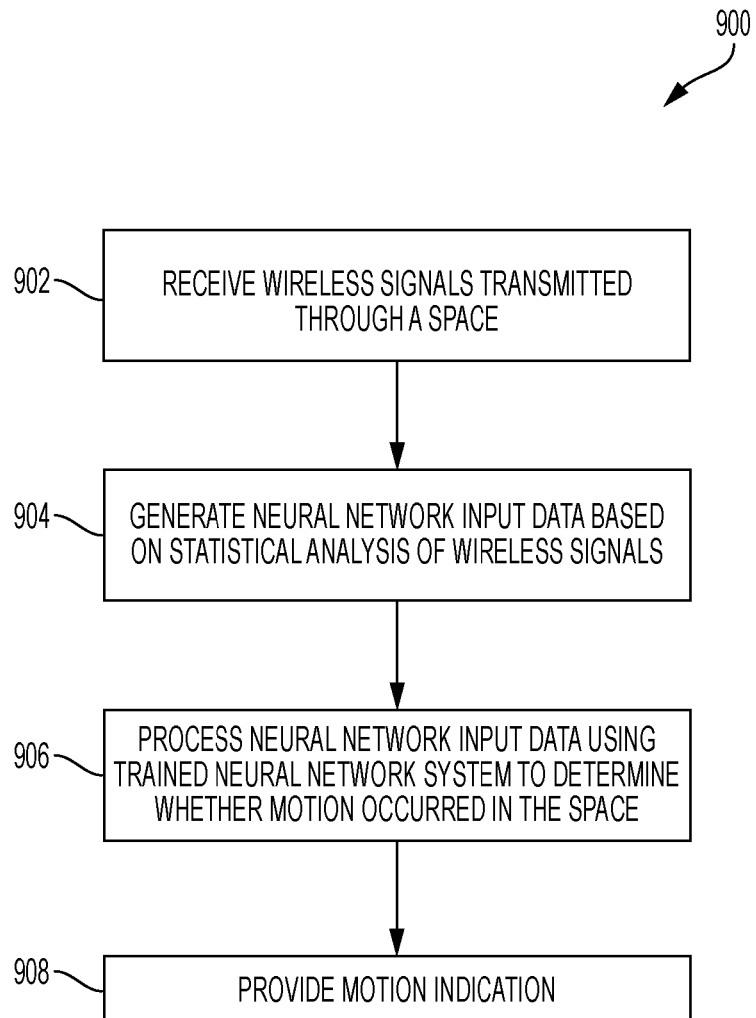 900
902
RECEIVE WIRELESS SIGNALS TRANSMITTED
THROUGH A SPACE
904
GENERATE NEURAL NETWORK INPUT DATA BASED
ON STATISTICAL ANALYSIS OF WIRELESS SIGNALS
906
PROCESS NEURAL NETWORK INPUT DATA USING
TRAINED NEURAL NETWORK SYSTEM TO DETERMINE
WHETHER MOTION OCCURRED IN THE SPACE
908
PROVIDE MOTION INDICATION